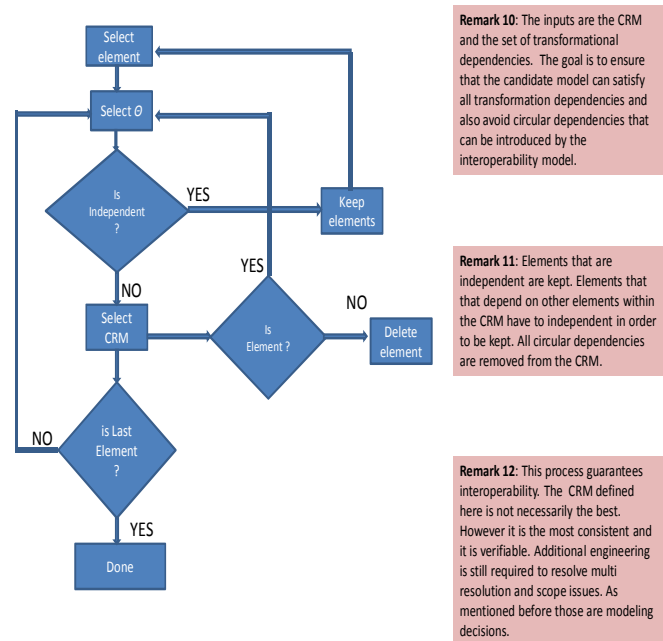 Select
element
Select Θ
Is
Independent
?
YES
Keep
elements
NO
YES
Select
CRM
Is
Element ?
NO
Delete
element
is Last
Element
?
NO
YES
Done
Remark 10: The inputs are the CRM
and the set of transformational
dependencies. The goal is to ensure
that the candidate model can satisfy
all transformation dependencies and
also avoid circular dependencies that
can be introduced by the
interoperability model.
Remark 11: Elements that are
independent are kept. Elements that
that depend on other elements within
the CRM have to independent in order
to be kept. All circular dependencies
are removed from the CRM.
Remark 12: This process guarantees
interoperability. The CRM defined
here is not necessarily the best.
However it is the most consistent and
it is verifiable. Additional engineering
is still required to resolve multi
resolution and scope issues. As
mentioned before those are modeling
decisions.